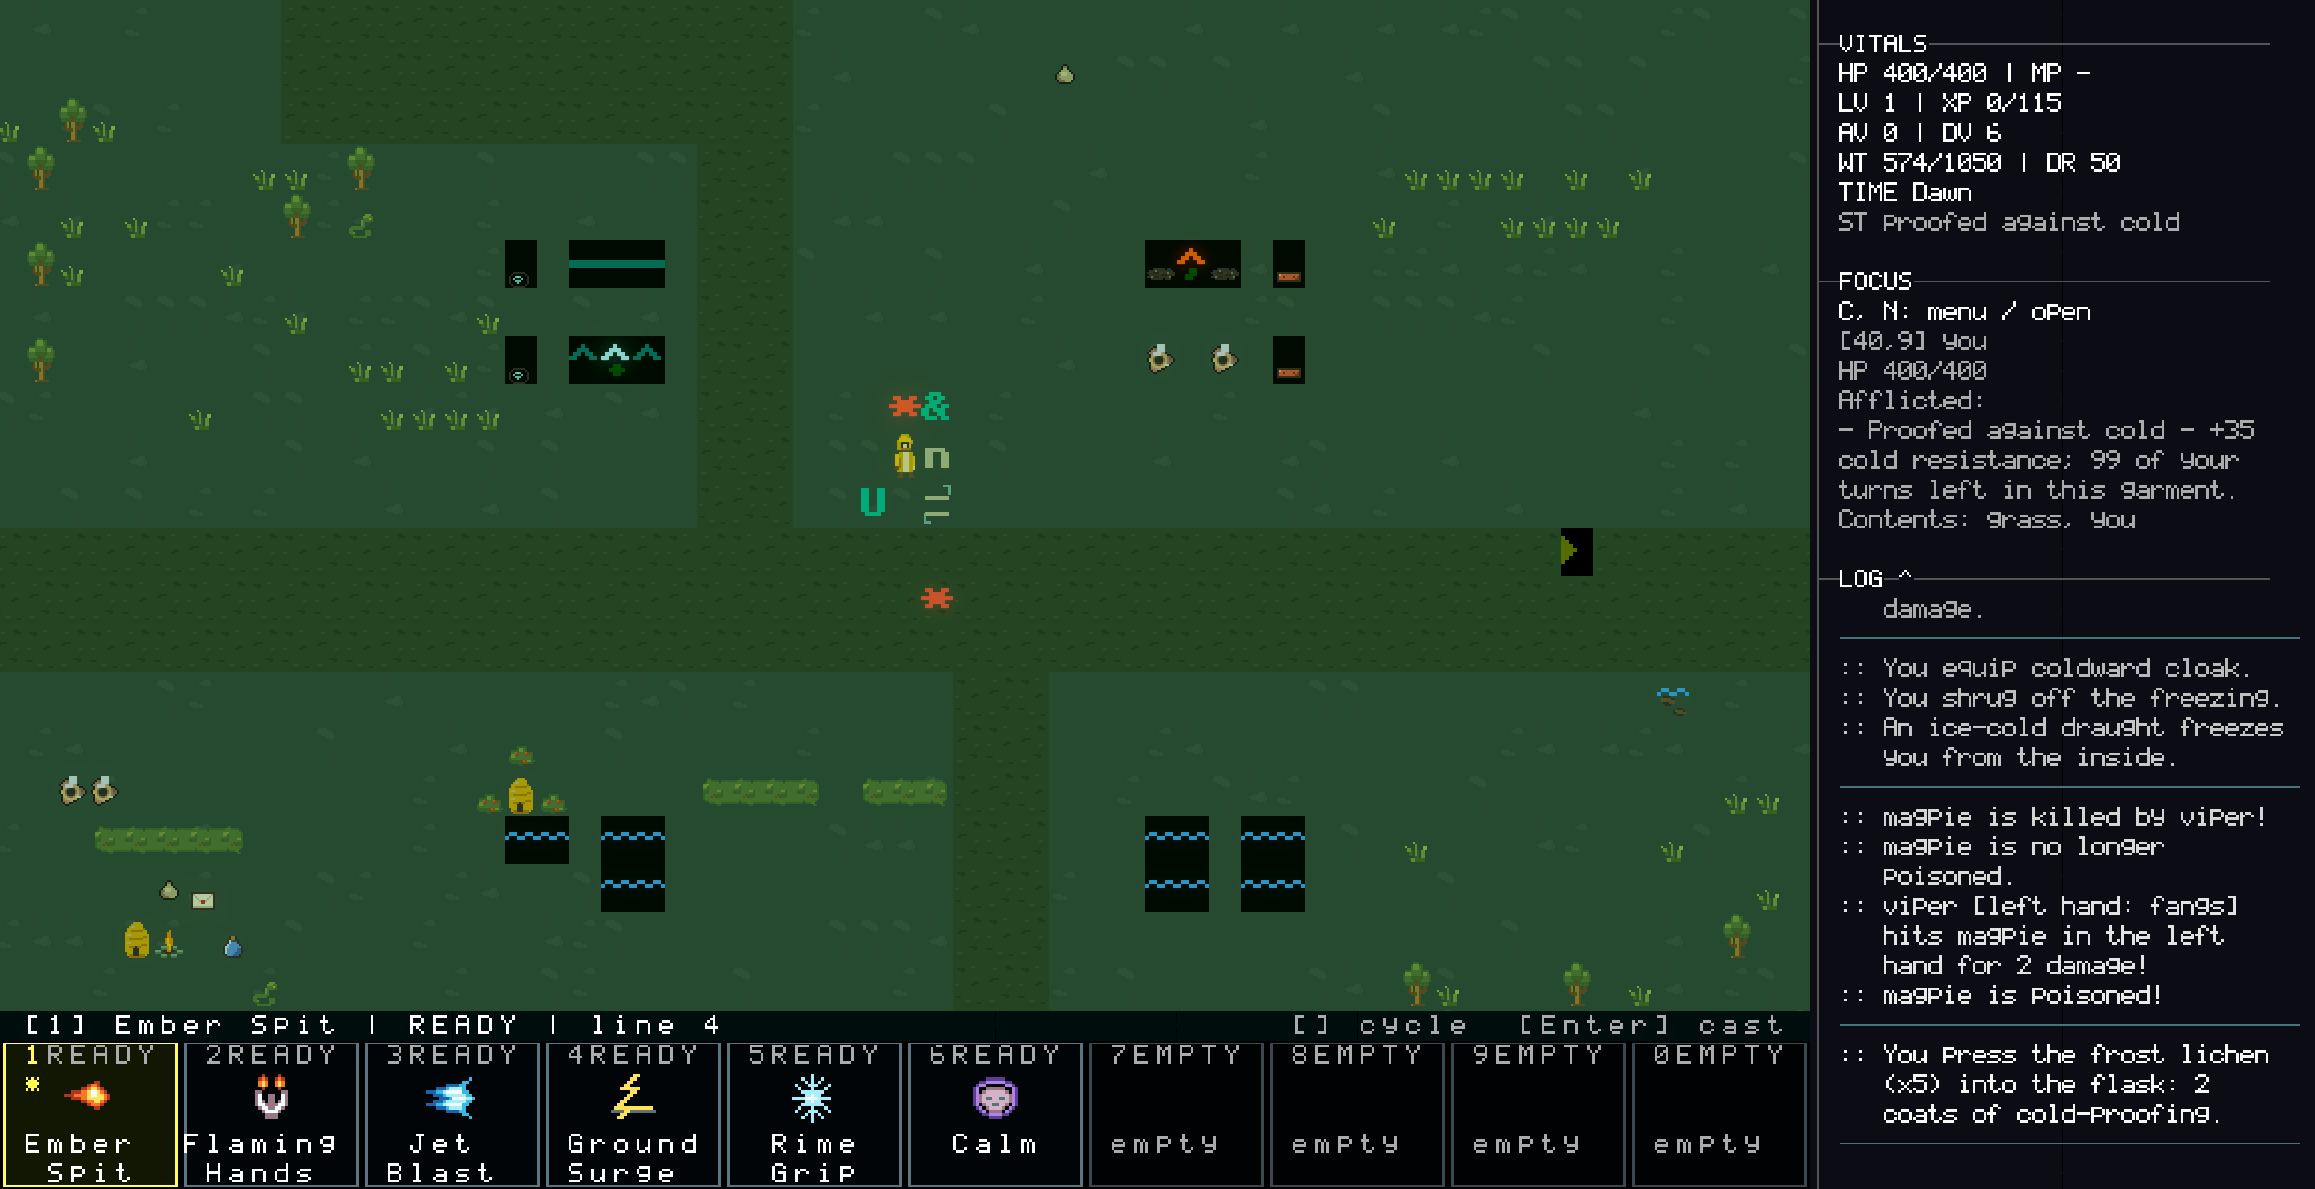 VITALS
HP 400/400 | MP -
LV 1 | XP 0/115
AV 0 | DV 6
WT 574/1050 | DR 50
TIME Dawn
ST Proofed against cold
FOCUS
C, N: menu / open
[40,9] you
HP 400/400
Afflicted:
- Proofed against cold - +35
cold resistance; 99 of your
turns left in this garment.
Contents: grass, you
LOG ^
damage.
:: You equip coldward cloak.
:: You shrug off the freezing.
:: An ice-cold draught freezes
you from the inside.
:: magpie is killed by viper!
:: magpie is no longer
Poisoned.
:: viper [left hand: fangs]
hits magpie in the left
hand for 2 damage!
:: magpie is Poisoned!
:: You press the frost lichen
(x5) into the flask: 2
coats of cold-proofing.
&
n
U
[1] Ember Spit | READY | line 4
[] cycle [Enter] cast
1READY 2READY 3READY 4READY 5READY 6READY 7EMPTY 8EMPTY 9EMPTY 0EMPTY
*
Ember Flaming Jet Ground Rime Calm empty empty empty empty
Spit Hands Blast Surge Grip